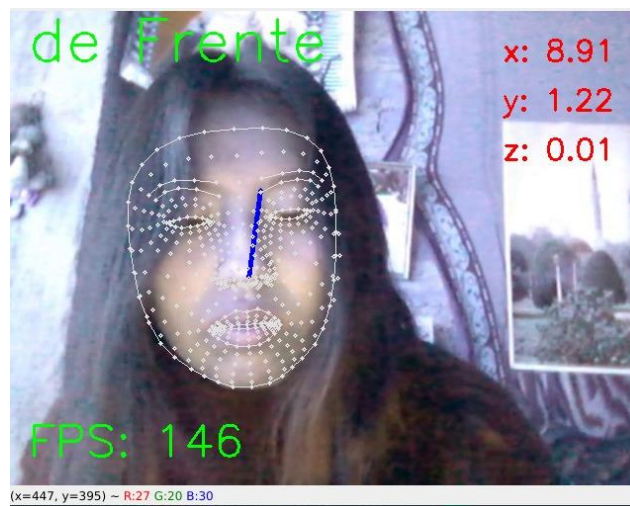 de Frente
x: 8.91
y: 1.22
z: 0.01
FPS: 146
(x=447, y=395) ~ R:27 G:20 B:30